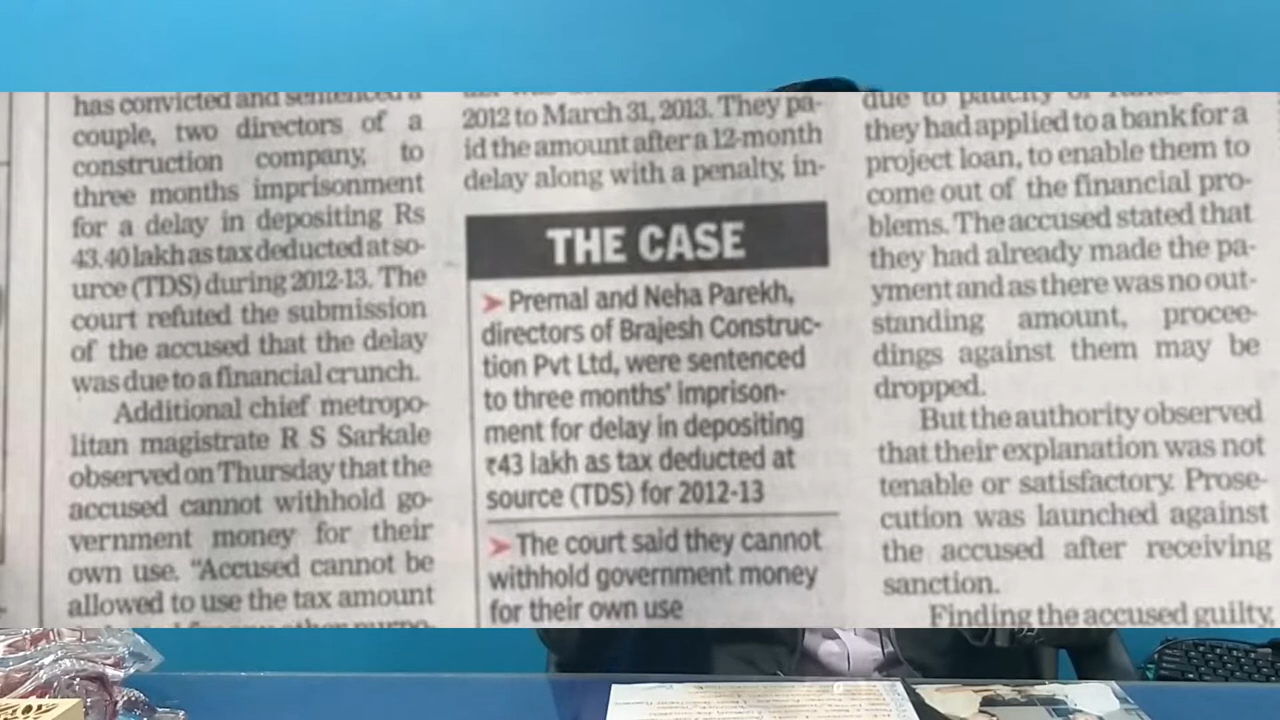 has convicted and sentenced a
couple, two directors of a
construction company, to
three months imprisonment
for a delay in depositing Rs
43.40 lakh as tax deducted at so-
urce (TDS) during 2012-13. The
court refuted the submission
of the accused that the delay
was due to a financial crunch.
Additional chief metropo-
litan magistrate R S Sarkale
observed on Thursday that the
accused cannot withhold go-
vernment money for their
own use. "Accused cannot be
allowed to use the tax amount
2012 to March 31, 2013. They pa-
id the amount after a 12-month
delay along with a penalty, in-
THE CASE
➤ Premal and Neha Parekh,
directors of Brajesh Construc-
tion Pvt Ltd, were sentenced
to three months' imprison-
ment for delay in depositing
₹43 lakh as tax deducted at
source (TDS) for 2012-13
➤ The court said they cannot
withhold government money
for their own use
due to paucity of
they had applied to a bank for a
project loan, to enable them to
come out of the financial pro-
blems. The accused stated that
they had already made the pa-
yment and as there was no out-
standing amount, procee-
dings against them may be
dropped.
But the authority observed
that their explanation was not
tenable or satisfactory. Prose-
cution was launched against
the accused after receiving
sanction.
Finding the accused guilty,